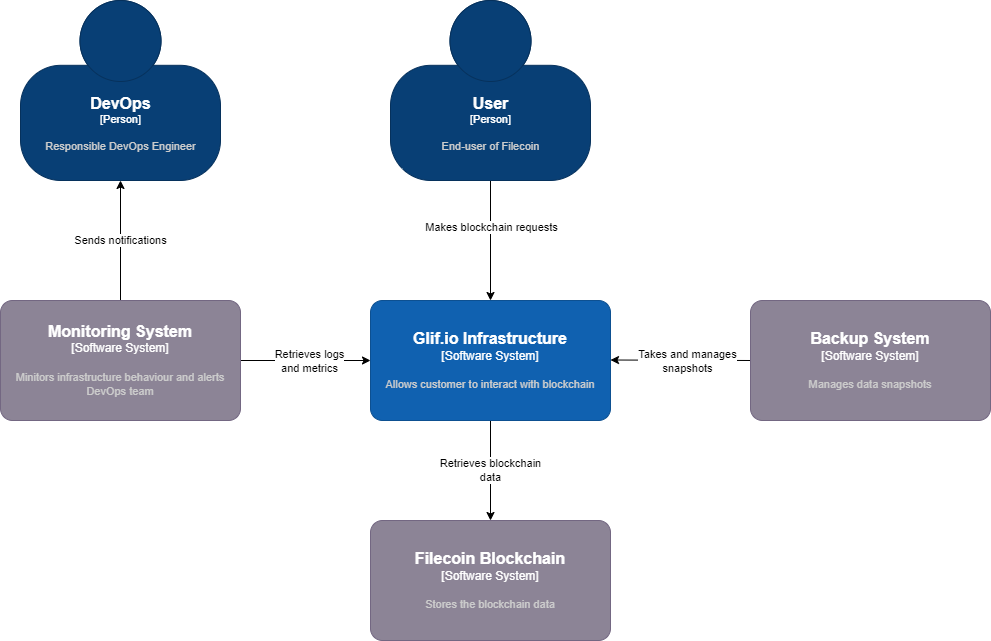 DevOps
[Person]
Responsible DevOps Engineer
User
[Person]
End-user of Filecoin
Sends notifications
Makes blockchain requests
Monitoring System
[Software System]
Minitors infrastructure behaviour and alerts
DevOps team
Retrieves logs
and metrics
Glif.io Infrastructure
[Software System]
Allows customer to interact with blockchain
Takes and manages
snapshots
Backup System
[Software System]
Manages data snapshots
Retrieves blockchain
data
Filecoin Blockchain
[Software System]
Stores the blockchain data